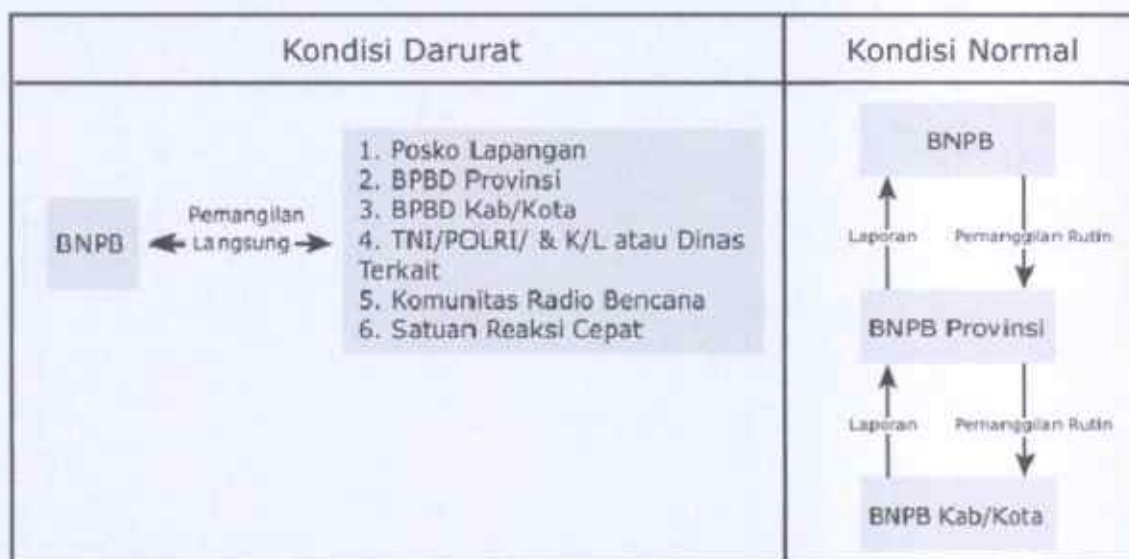 Kondisi Darurat
BNPB
Pemangilan
Langsung
1. Posko Lapangan
2. BPBD Provinsi
3. BPBD Kab/Kota
4. TNI/POLRI/ & K/L atau Dinas
Terkait
5. Komunitas Radio Bencana
6. Satuan Reaksi Cepat
Kondisi Normal
BNPB
Laporan
Pemanggilan Rutin
BNPB Provinsi
Laporan
Pemanggilan Rutin
BNPB Kab/Kota